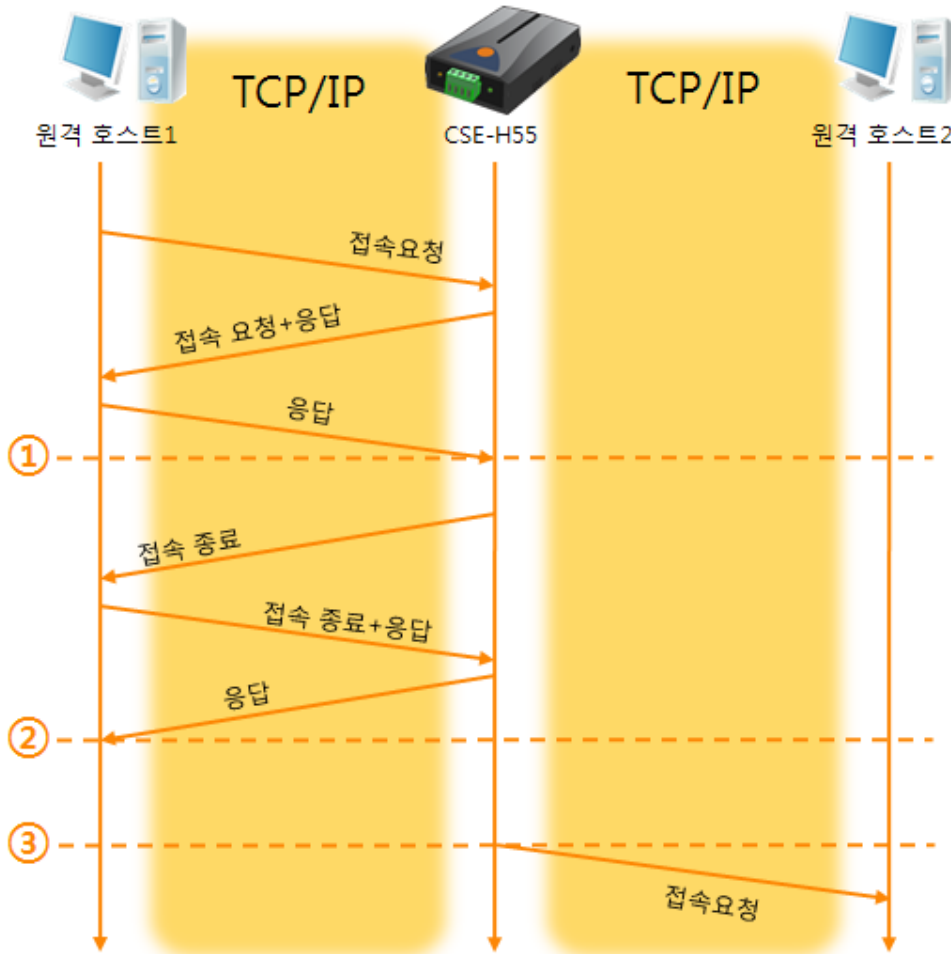 TCP/IP
TCP/IP
원격 호스트1
CSE-H55
원격 호스트2
접속요청
접속 요청+응답
응답
①
접속 종료
접속 종료+응답
응답
②
③
접속요청